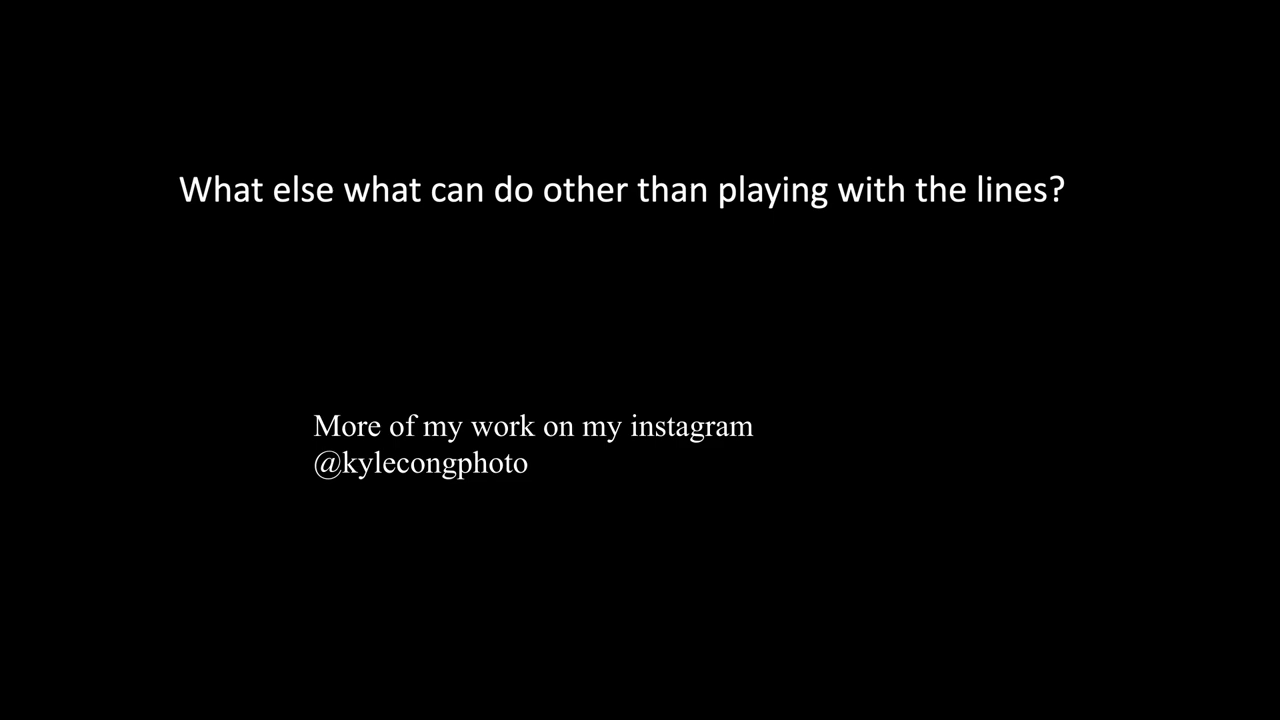 What else what can do other than playing with the lines?
More of my work on my instagram
@kylecongphoto